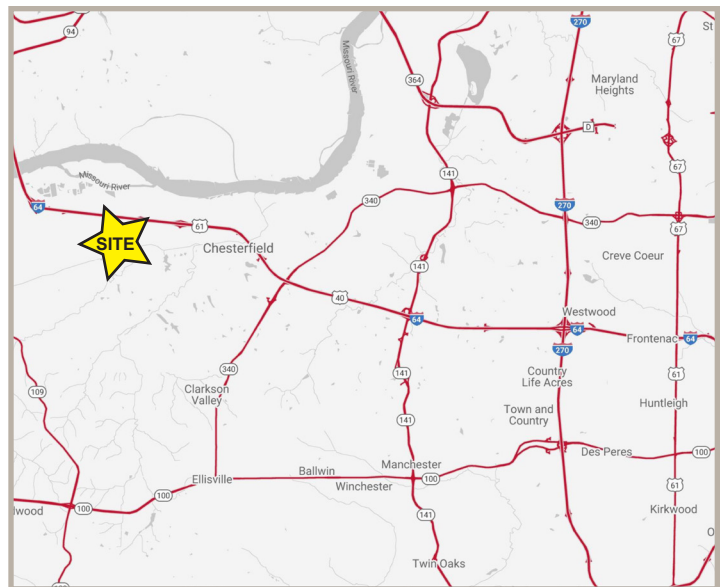 270
94
67
St
Missouri River
364
Maryland
Heights
D
67
141
Missouri River
340
270
64
61
340
67
SITE
Chesterfield
Creve Coeur
141
40
Westwood
64
64
Frontenac
64
270
340
141
Country
Life Acres
61
109
Clarkson
Valley
Huntleigh
141
Town and
Country
Des Peres
100
Ballwin
Manchester
Ellisville
100
Winchester
61
100
100
lwood
141
Kirkwood
O
Twin Oaks
100